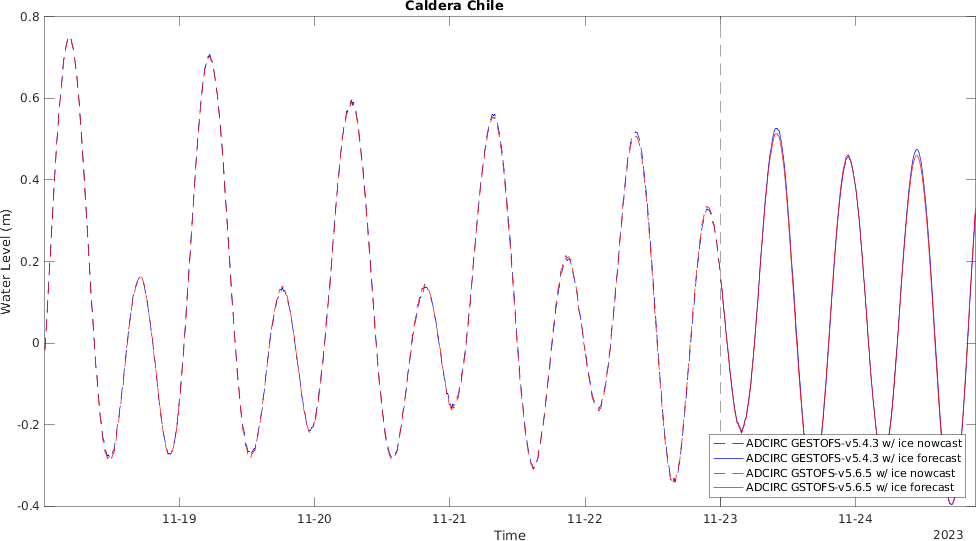 Caldera Chile
0.8
0.6
0.4
0.2
0
-0.2
-0.4
Water Level (m)
ADCIRC GESTOFS-v5.4.3 w/ ice nowcast
ADCIRC GESTOFS-v5.4.3 w/ ice forecast
ADCIRC GSTOFS-v5.6.5 w/ ice nowcast
ADCIRC GSTOFS-v5.6.5 w/ ice forecast
11-19 11-20 11-21 11-22 11-23 11-24
Time
2023